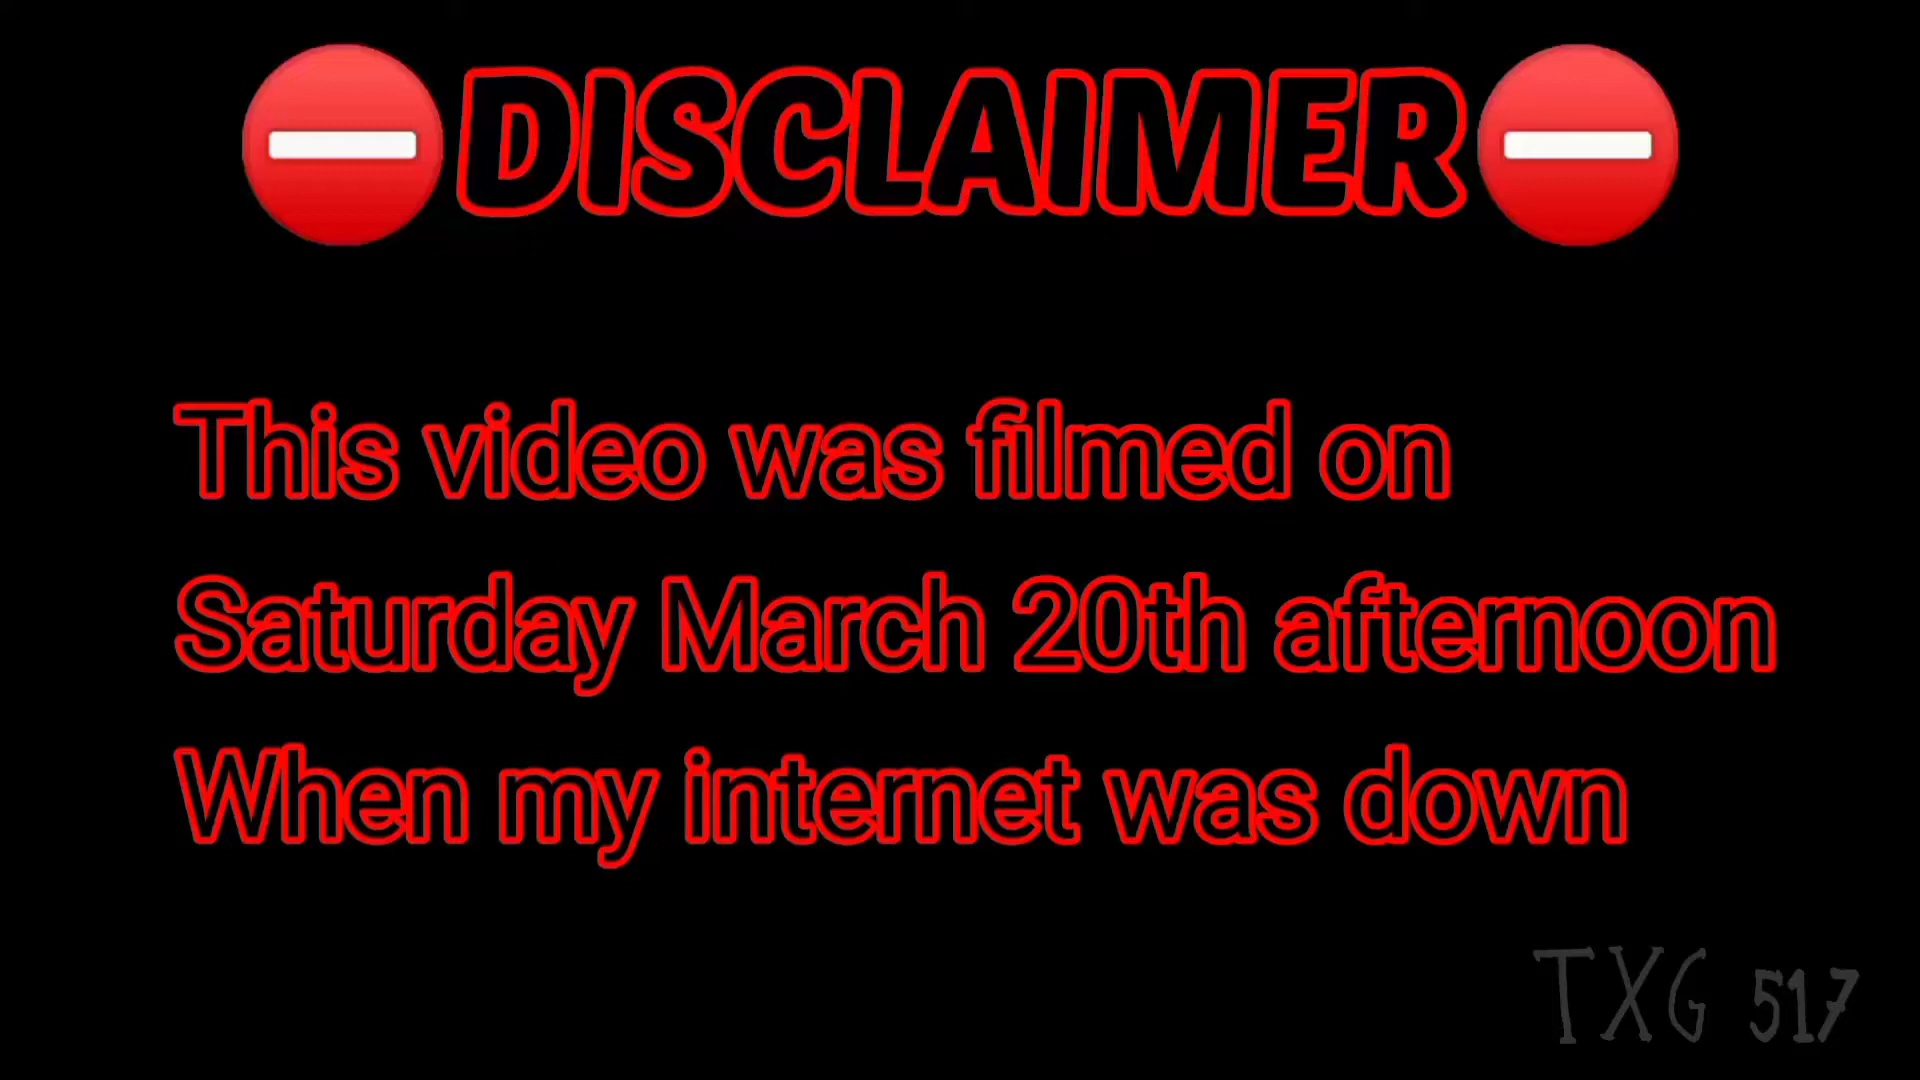 ⛔DISCLAIMER⛔
This video was filmed on
Saturday March 20th afternoon
When my internet was down
TXG 517